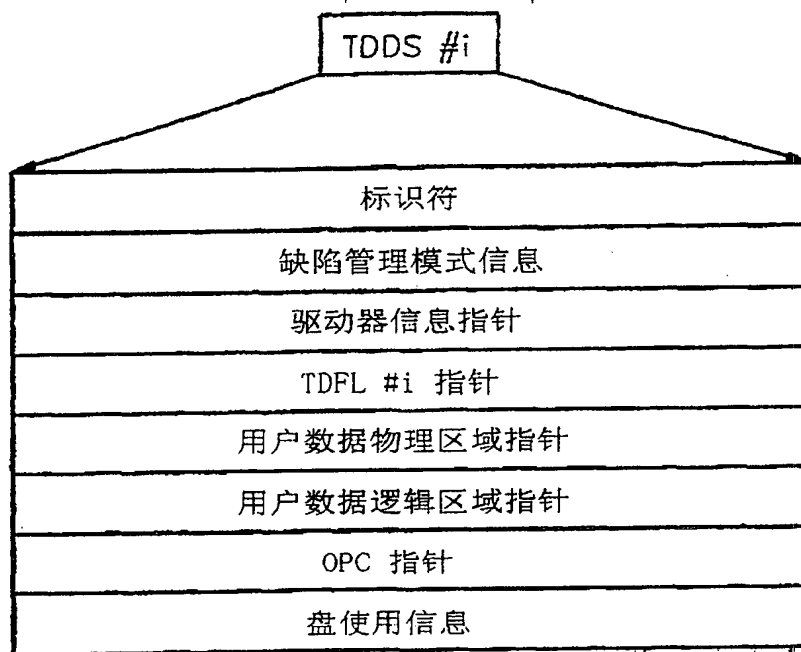 TDDS #i
标识符
缺陷管理模式信息
驱动器信息指针
TDFL #i 指针
用户数据物理区域指针
用户数据逻辑区域指针
OPC 指针
盘使用信息